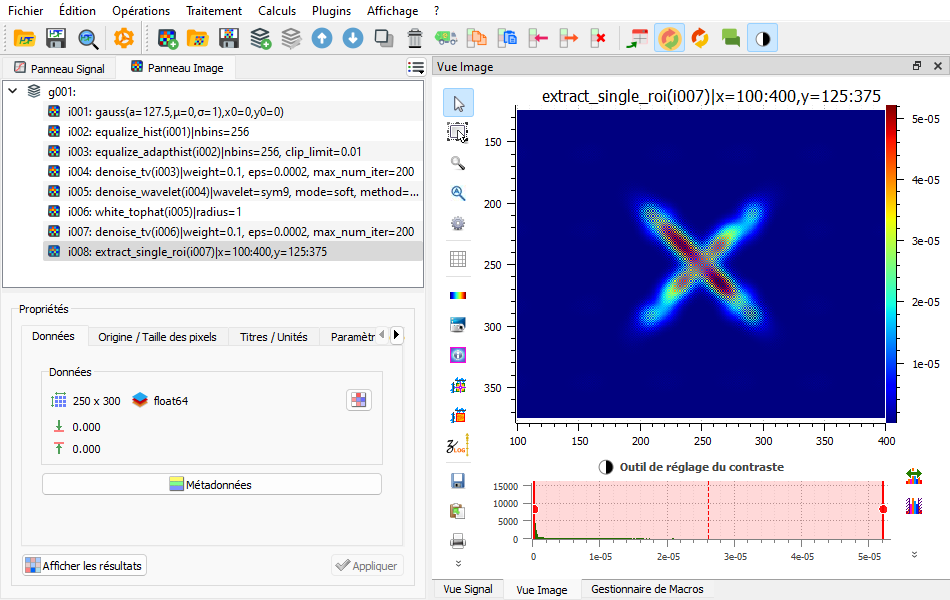 Fichier Édition Opérations Traitement Calculs Plugins Affichage ?
Panneau Signal Panneau Image
g001:
i001: gauss(a=127.5,μ=0,σ=1),x0=0,y0=0)
i002: equalize_hist(i001)|nbins=256
i003: equalize_adapthist(i002)|nbins=256, clip_limit=0.01
i004: denoise_tv(i003)|weight=0.1, eps=0.0002, max_num_iter=200
i005: denoise_wavelet(i004)|wavelet=sym9, mode=soft, method=...
i006: white_tophat(i005)|radius=1
i007: denoise_tv(i006)|weight=0.1, eps=0.0002, max_num_iter=200
i008: extract_single_roi(i007)|x=100:400,y=125:375
Propriétés
Données Origine / Taille des pixels Titres / Unités Paramètr
Données
250 x 300 float64
0.000
0.000
Métadonnées
Afficher les résultats Appliquer
Vue Image
extract_single_roi(i007)|x=100:400,y=125:375
150
200
250
300
350
100 150 200 250 300 350 400
5e-05
4e-05
3e-05
2e-05
1e-05
Outil de réglage du contraste
15000
10000
5000
0
0 1e-05 2e-05 3e-05 4e-05 5e-05
LOG
Vue Signal Vue Image Gestionnaire de Macros